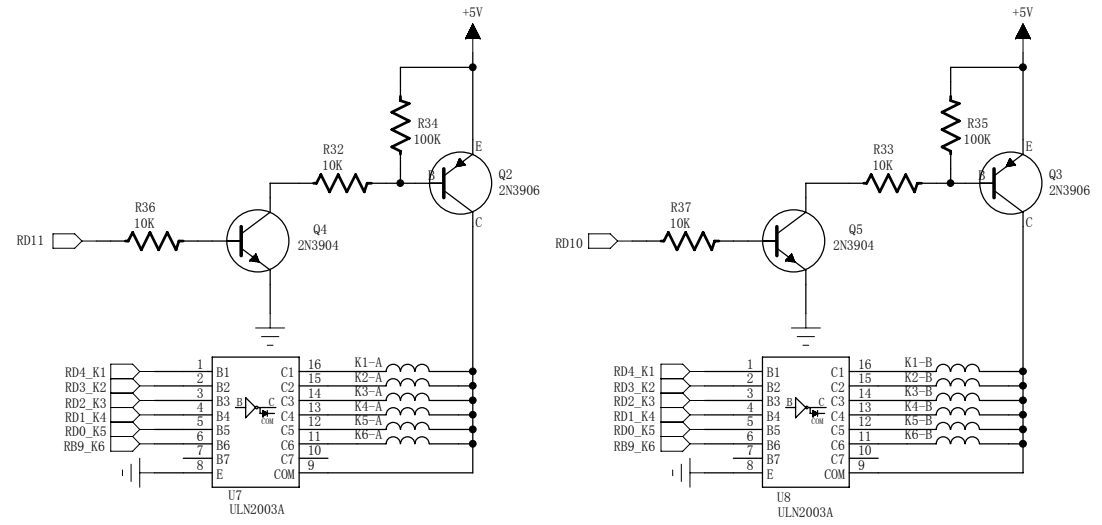 +5V
+5V
R34
100K
R35
100K
R32
10K
R33
10K
E
E
B
B
Q2
2N3906
Q3
2N3906
R36
10K
R37
10K
C
C
Q4
2N3904
Q5
2N3904
RD11
RD10
RD4_K1 1 B1 C1 16 K1-A
RD3_K2 2 B2 C2 15 K2-A
RD2_K3 3 B3 C3 14 K3-A
RD1_K4 4 B4 C4 13 K4-A
RD0_K5 5 B5 C5 12 K5-A
RB9_K6 6 B6 C6 11 K6-A
7 B7 C7 10
8 E COM 9
B C
COM
U7
ULN2003A
RD4_K1 1 B1 C1 16 K1-B
RD3_K2 2 B2 C2 15 K2-B
RD2_K3 3 B3 C3 14 K3-B
RD1_K4 4 B4 C4 13 K4-B
RD0_K5 5 B5 C5 12 K5-B
RB9_K6 6 B6 C6 11 K6-B
7 B7 C7 10
8 E COM 9
B C
COM
U8
ULN2003A